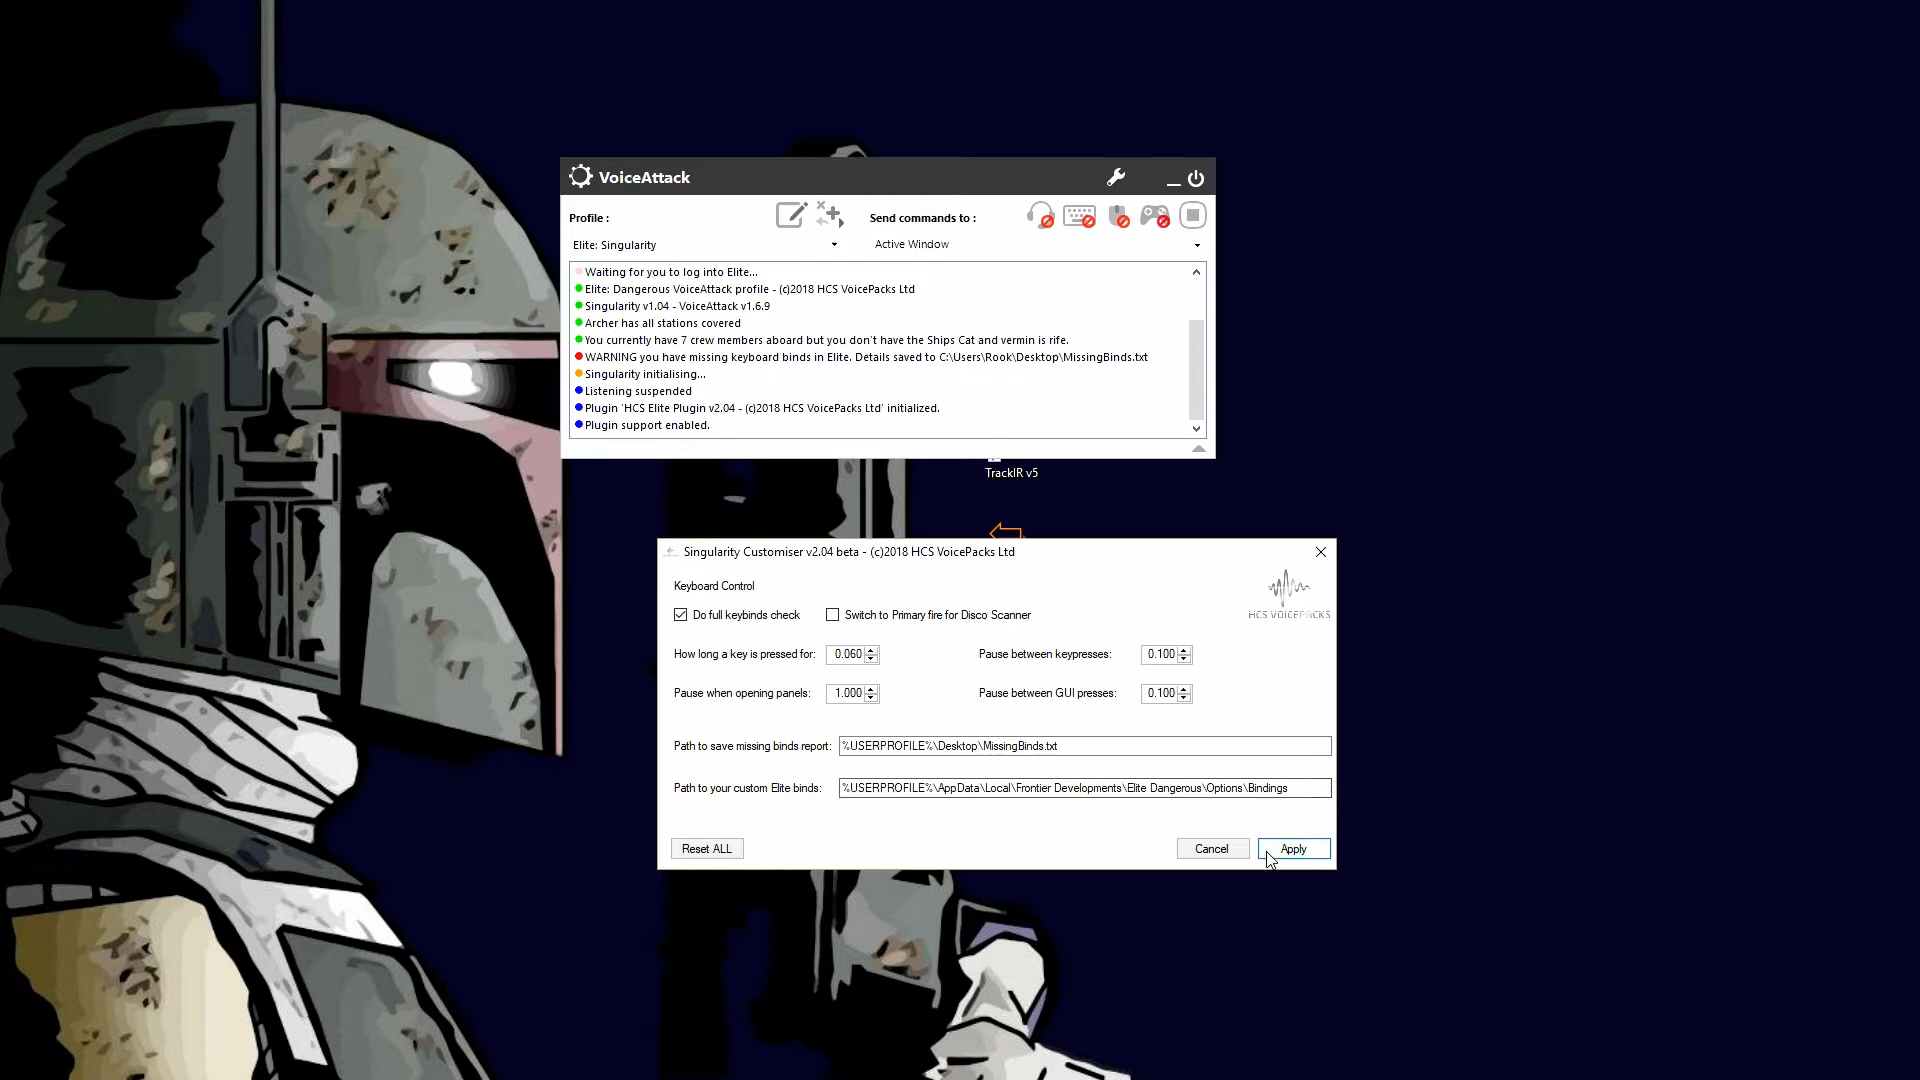 VoiceAttack
Profile :
Send commands to :
Elite: Singularity
Active Window
Waiting for you to log into Elite...
Elite: Dangerous VoiceAttack profile - (c)2018 HCS VoicePacks Ltd
Singularity v1.04 - VoiceAttack v1.6.9
Archer has all stations covered
You currently have 7 crew members aboard but you don't have the Ships Cat and vermin is rife.
WARNING you have missing keyboard binds in Elite. Details saved to C:\Users\Rook\Desktop\MissingBinds.txt
Singularity initialising...
Listening suspended
Plugin 'HCS Elite Plugin v2.04 - (c)2018 HCS VoicePacks Ltd' initialized.
Plugin support enabled.
TrackIR v5
Singularity Customiser v2.04 beta - (c)2018 HCS VoicePacks Ltd
Keyboard Control
HCS VOICEPACKS
Do full keybinds check
Switch to Primary fire for Disco Scanner
How long a key is pressed for: 0.060
Pause between keypresses: 0.100
Pause when opening panels: 1.000
Pause between GUI presses: 0.100
Path to save missing binds report: %USERPROFILE%\Desktop\MissingBinds.txt
Path to your custom Elite binds: %USERPROFILE%\AppData\Local\Frontier Developments\Elite Dangerous\Options\Bindings
Reset ALL
Cancel
Apply